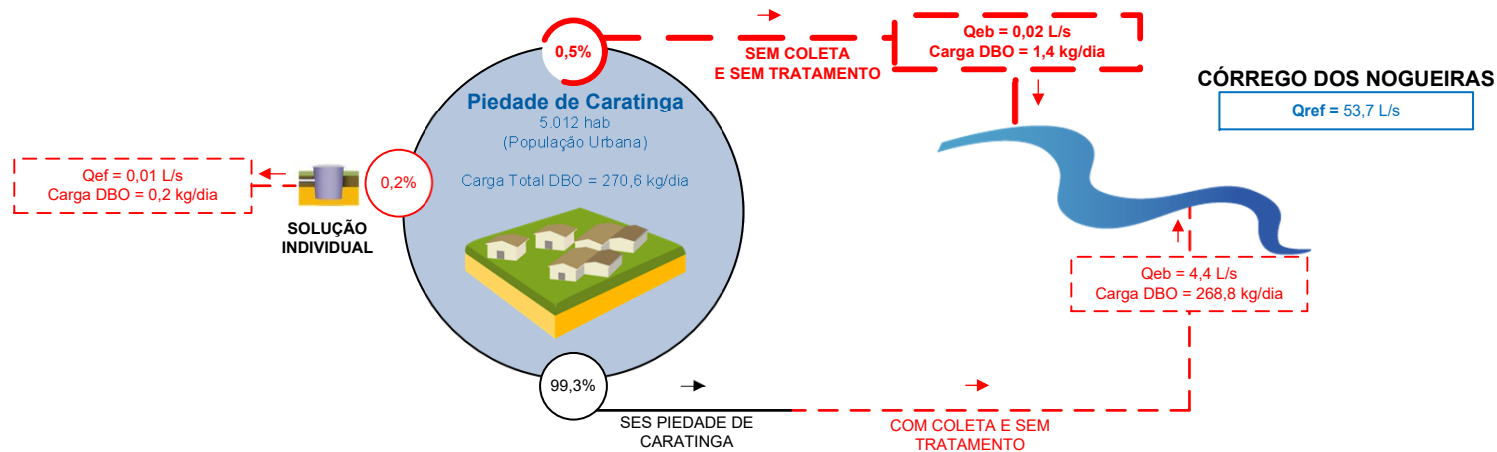 0,5%
SEM COLETA
E SEM TRATAMENTO
Qeb = 0,02 L/s
Carga DBO = 1,4 kg/dia
CÓRREGO DOS NOGUEIRAS
Qref = 53,7 L/s
Piedade de Caratinga
5.012 hab
(População Urbana)
Carga Total DBO = 270,6 kg/dia
Qef = 0,01 L/s
Carga DBO = 0,2 kg/dia
0,2%
SOLUÇÃO
INDIVIDUAL
Qeb = 4,4 L/s
Carga DBO = 268,8 kg/dia
99,3%
SES PIEDADE DE
CARATINGA
COM COLETA E SEM
TRATAMENTO